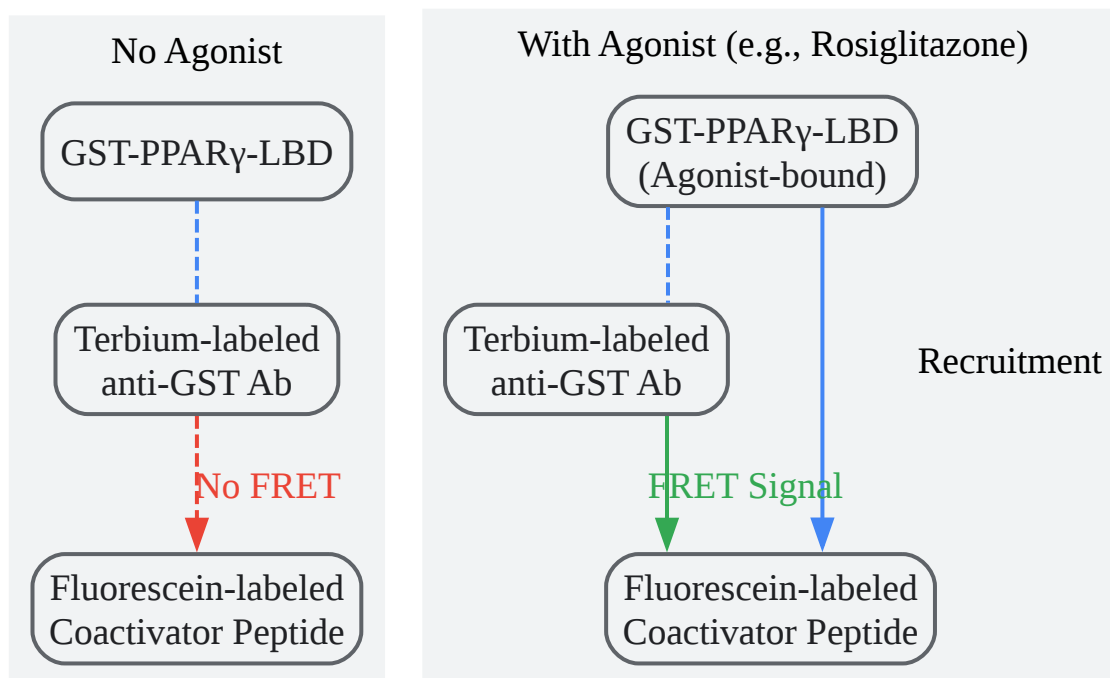 No Agonist
GST-PPARγ-LBD
Terbium-labeled
anti-GST Ab
No FRET
Fluorescein-labeled
Coactivator Peptide
With Agonist (e.g., Rosiglitazone)
GST-PPARγ-LBD
(Agonist-bound)
Terbium-labeled
anti-GST Ab
Recruitment
FRET Signal
Fluorescein-labeled
Coactivator Peptide